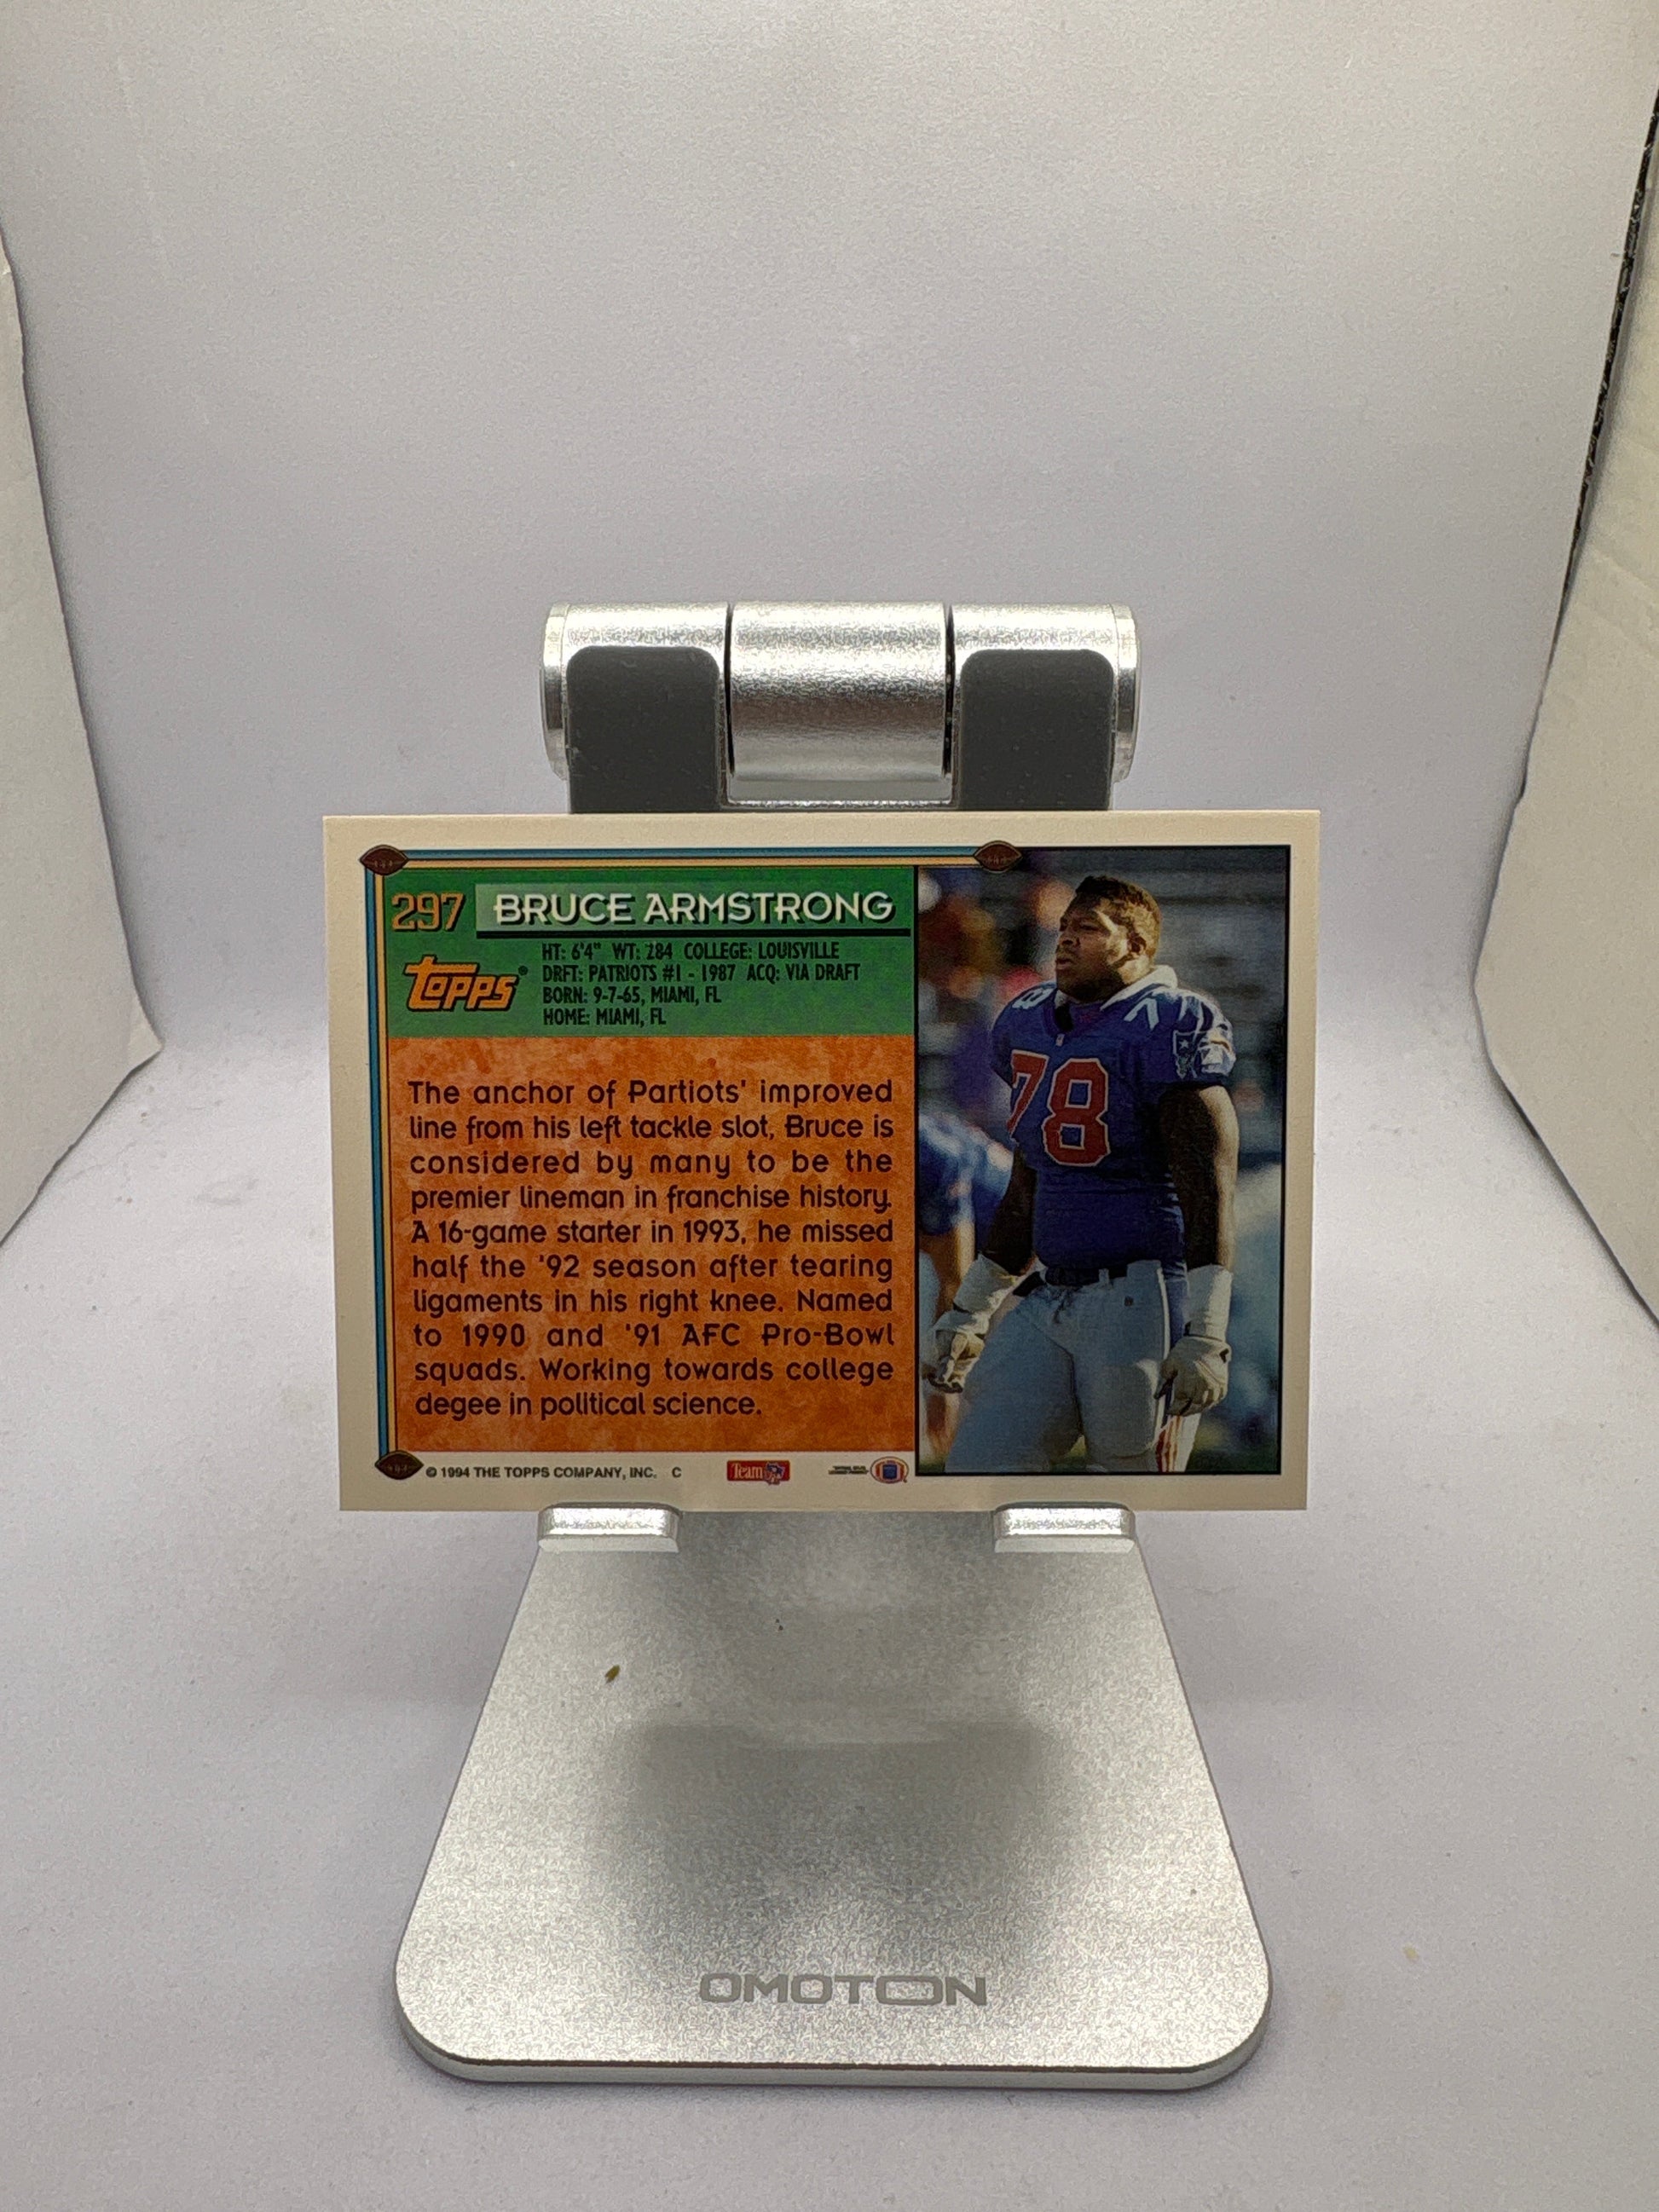 297 BRUCE ARMSTRONG
Topps®
HT: 6'4" WT: 284 COLLEGE: LOUISVILLE
DRFT: PATRIOTS #1 - 1987 ACQ: VIA DRAFT
BORN: 9-7-65, MIAMI, FL
HOME: MIAMI, FL
The anchor of Partiots' improved
line from his left tackle slot, Bruce is
considered by many to be the
premier lineman in franchise history.
A 16-game starter in 1993, he missed
half the '92 season after tearing
ligaments in his right knee. Named
to 1990 and '91 AFC Pro-Bowl
squads. Working towards college
degee in political science.
© 1994 THE TOPPS COMPANY, INC. C
Team
78
78
OMOTON